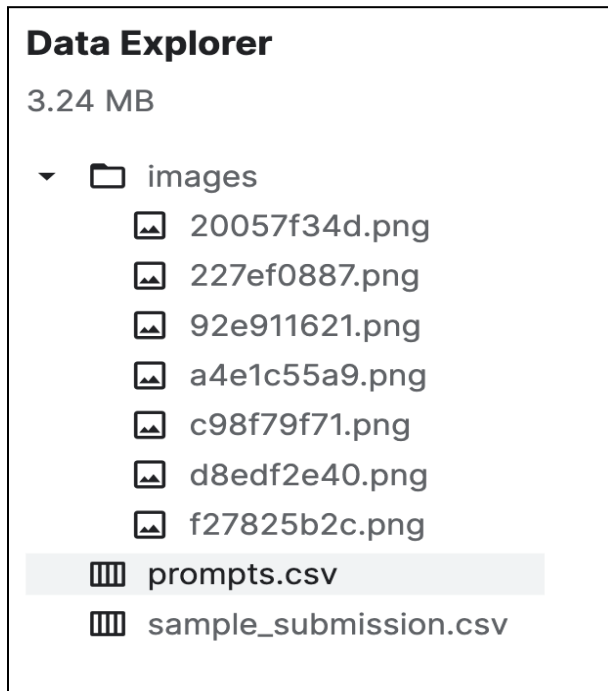 Data Explorer
3.24 MB
images
20057f34d.png
227ef0887.png
92e911621.png
a4e1c55a9.png
c98f79f71.png
d8edf2e40.png
f27825b2c.png
prompts.csv
sample_submission.csv